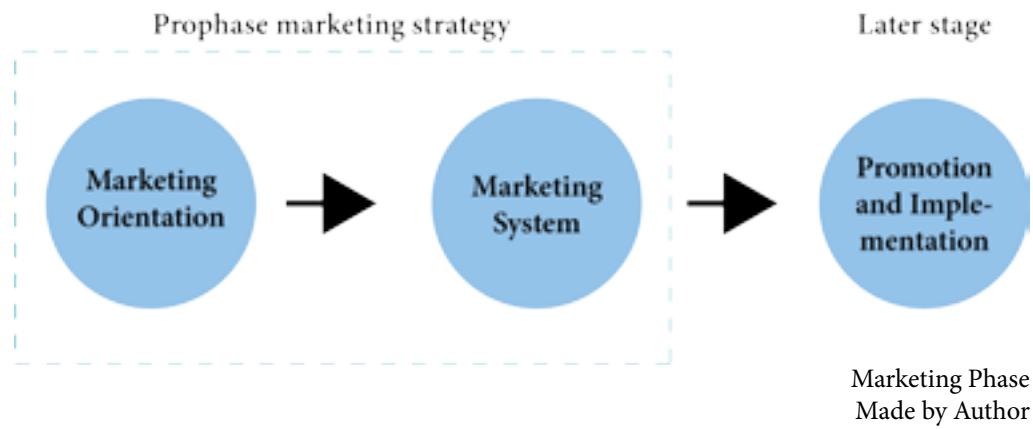 Prophase marketing strategy
Later stage
Marketing
Orientation
Marketing
System
Promotion
and Imple-
mentation
Marketing Phase
Made by Author